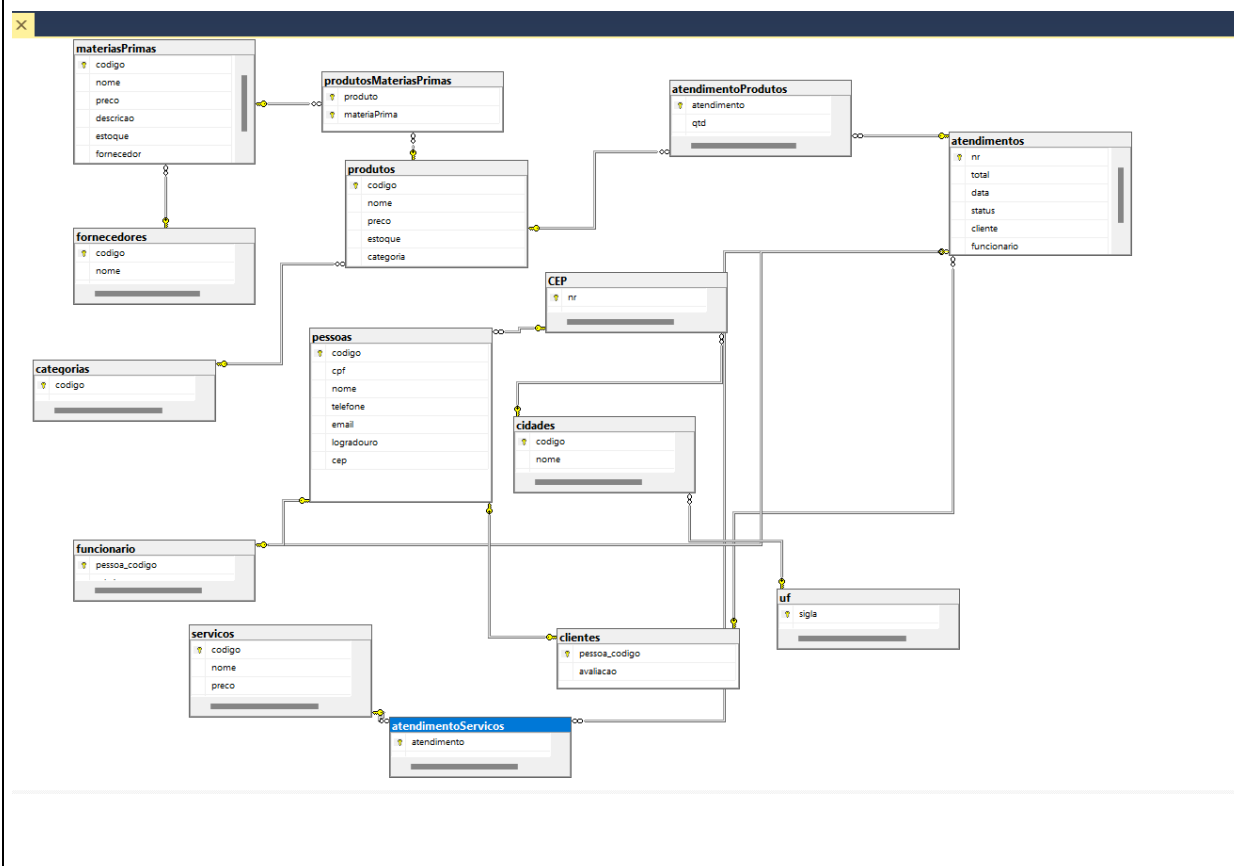 materiasPrimas
codigo
nome
preco
descricao
estoque
fornecedor
produtosMateriasPrimas
produto
materiaPrima
atendimentoProdutos
atendimento
qtd
atendimentos
nr
total
data
status
cliente
funcionario
produtos
codigo
nome
preco
estoque
categoria
fornecedores
codigo
nome
CEP
nr
pessoas
codigo
cpf
nome
telefone
email
logradouro
cep
categorias
codigo
cidades
codigo
nome
funcionario
pessoa_codigo
uf
sigla
servicos
codigo
nome
preco
clientes
pessoa_codigo
avaliacao
atendimentoServicos
atendimento